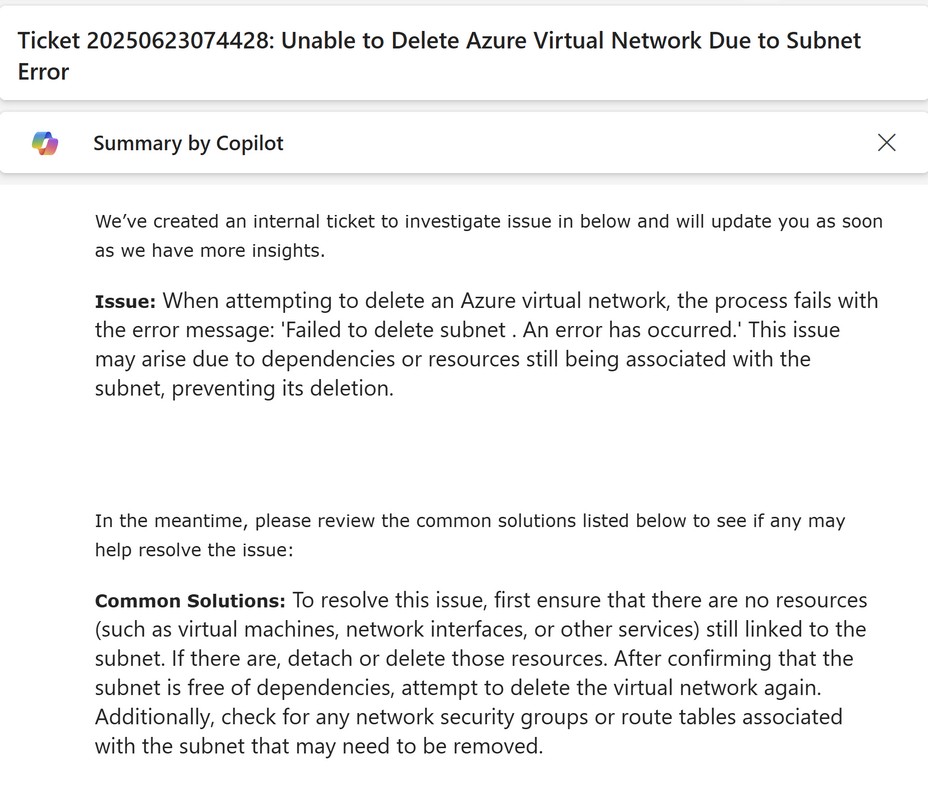 Ticket 20250623074428: Unable to Delete Azure Virtual Network Due to Subnet
Error
Summary by Copilot
We’ve created an internal ticket to investigate issue in below and will update you as soon
as we have more insights.
Issue: When attempting to delete an Azure virtual network, the process fails with
the error message: 'Failed to delete subnet . An error has occurred.' This issue
may arise due to dependencies or resources still being associated with the
subnet, preventing its deletion.
In the meantime, please review the common solutions listed below to see if any may
help resolve the issue:
Common Solutions: To resolve this issue, first ensure that there are no resources
(such as virtual machines, network interfaces, or other services) still linked to the
subnet. If there are, detach or delete those resources. After confirming that the
subnet is free of dependencies, attempt to delete the virtual network again.
Additionally, check for any network security groups or route tables associated
with the subnet that may need to be removed.